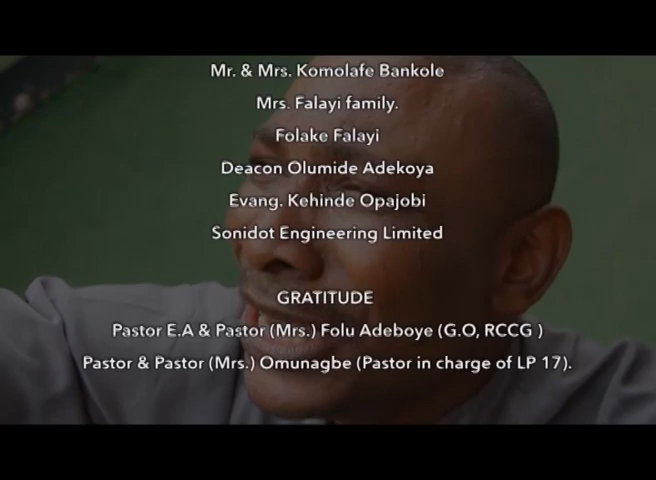 Mr. & Mrs. Komolafe Bankole
Mrs. Falayi family.
Folake Falayi
Deacon Olumide Adekoya
Evang. Kehinde Opajobi
Sonidot Engineering Limited
GRATITUDE
Pastor E.A & Pastor (Mrs.) Folu Adeboye (G.O, RCCG )
Pastor & Pastor (Mrs.) Omunagbe (Pastor in charge of LP 17).